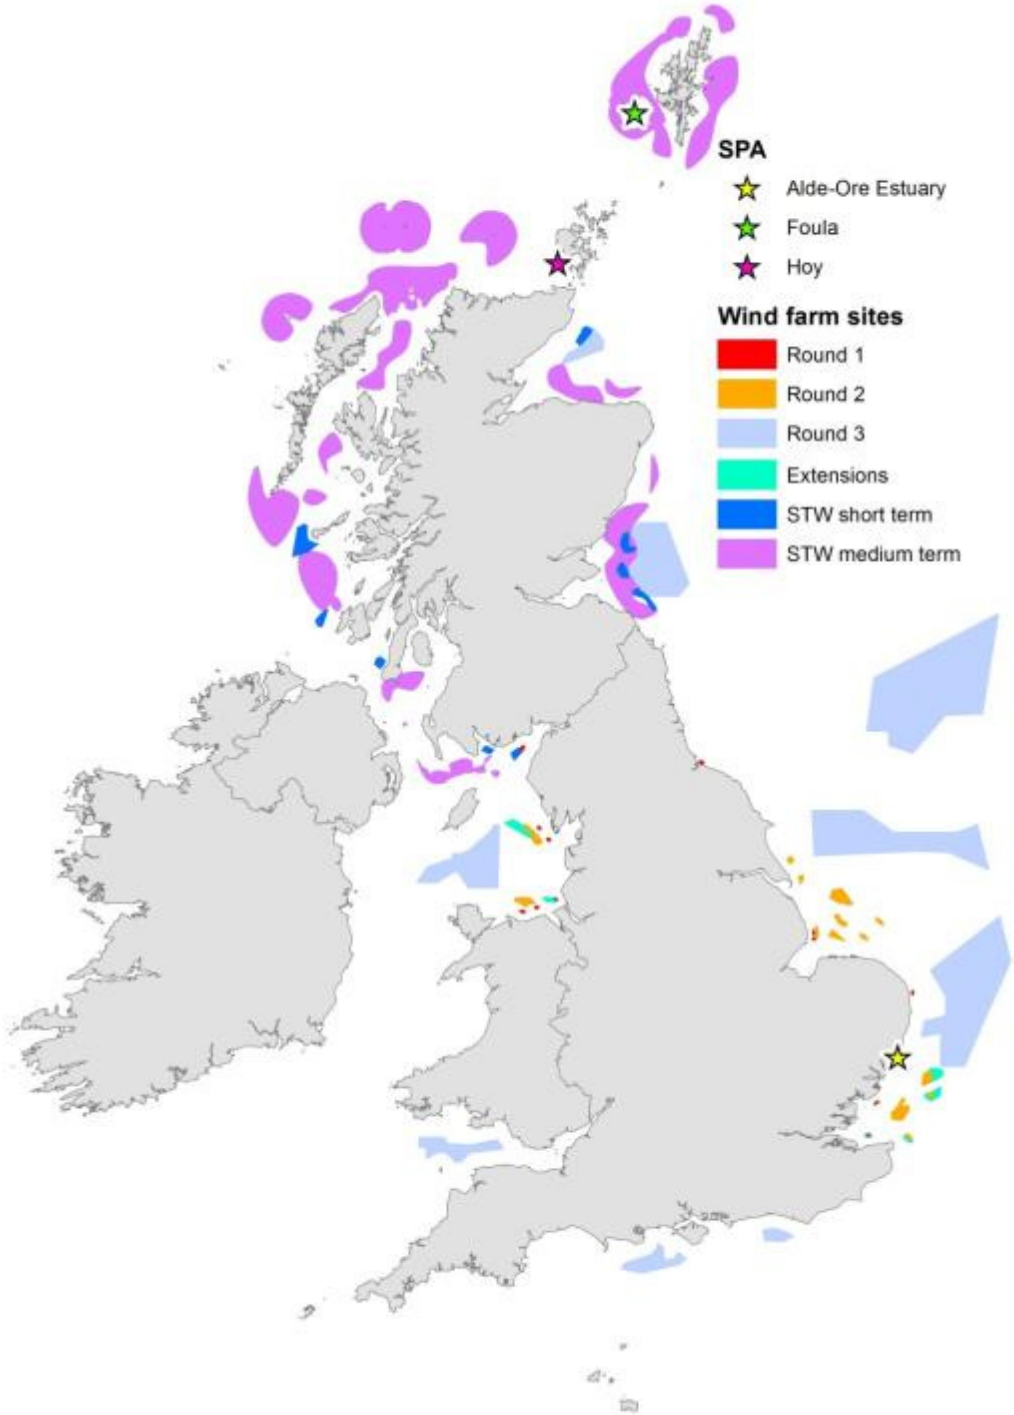 SPA
Alde-Ore Estuary
Foula
Hoy
Wind farm sites
Round 1
Round 2
Round 3
Extensions
STW short term
STW medium term